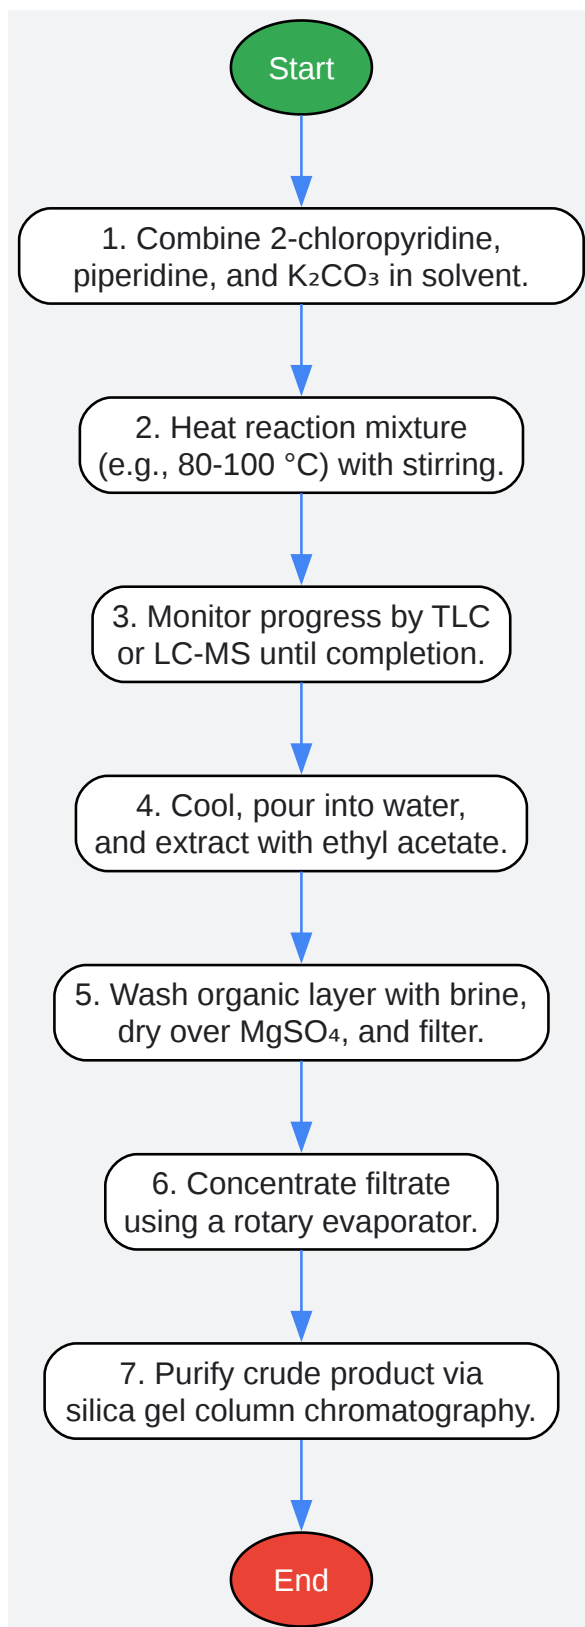 Start
1. Combine 2-chloropyridine,
piperidine, and K₂CO₃ in solvent.
2. Heat reaction mixture
(e.g., 80-100 °C) with stirring.
3. Monitor progress by TLC
or LC-MS until completion.
4. Cool, pour into water,
and extract with ethyl acetate.
5. Wash organic layer with brine,
dry over MgSO₄, and filter.
6. Concentrate filtrate
using a rotary evaporator.
7. Purify crude product via
silica gel column chromatography.
End